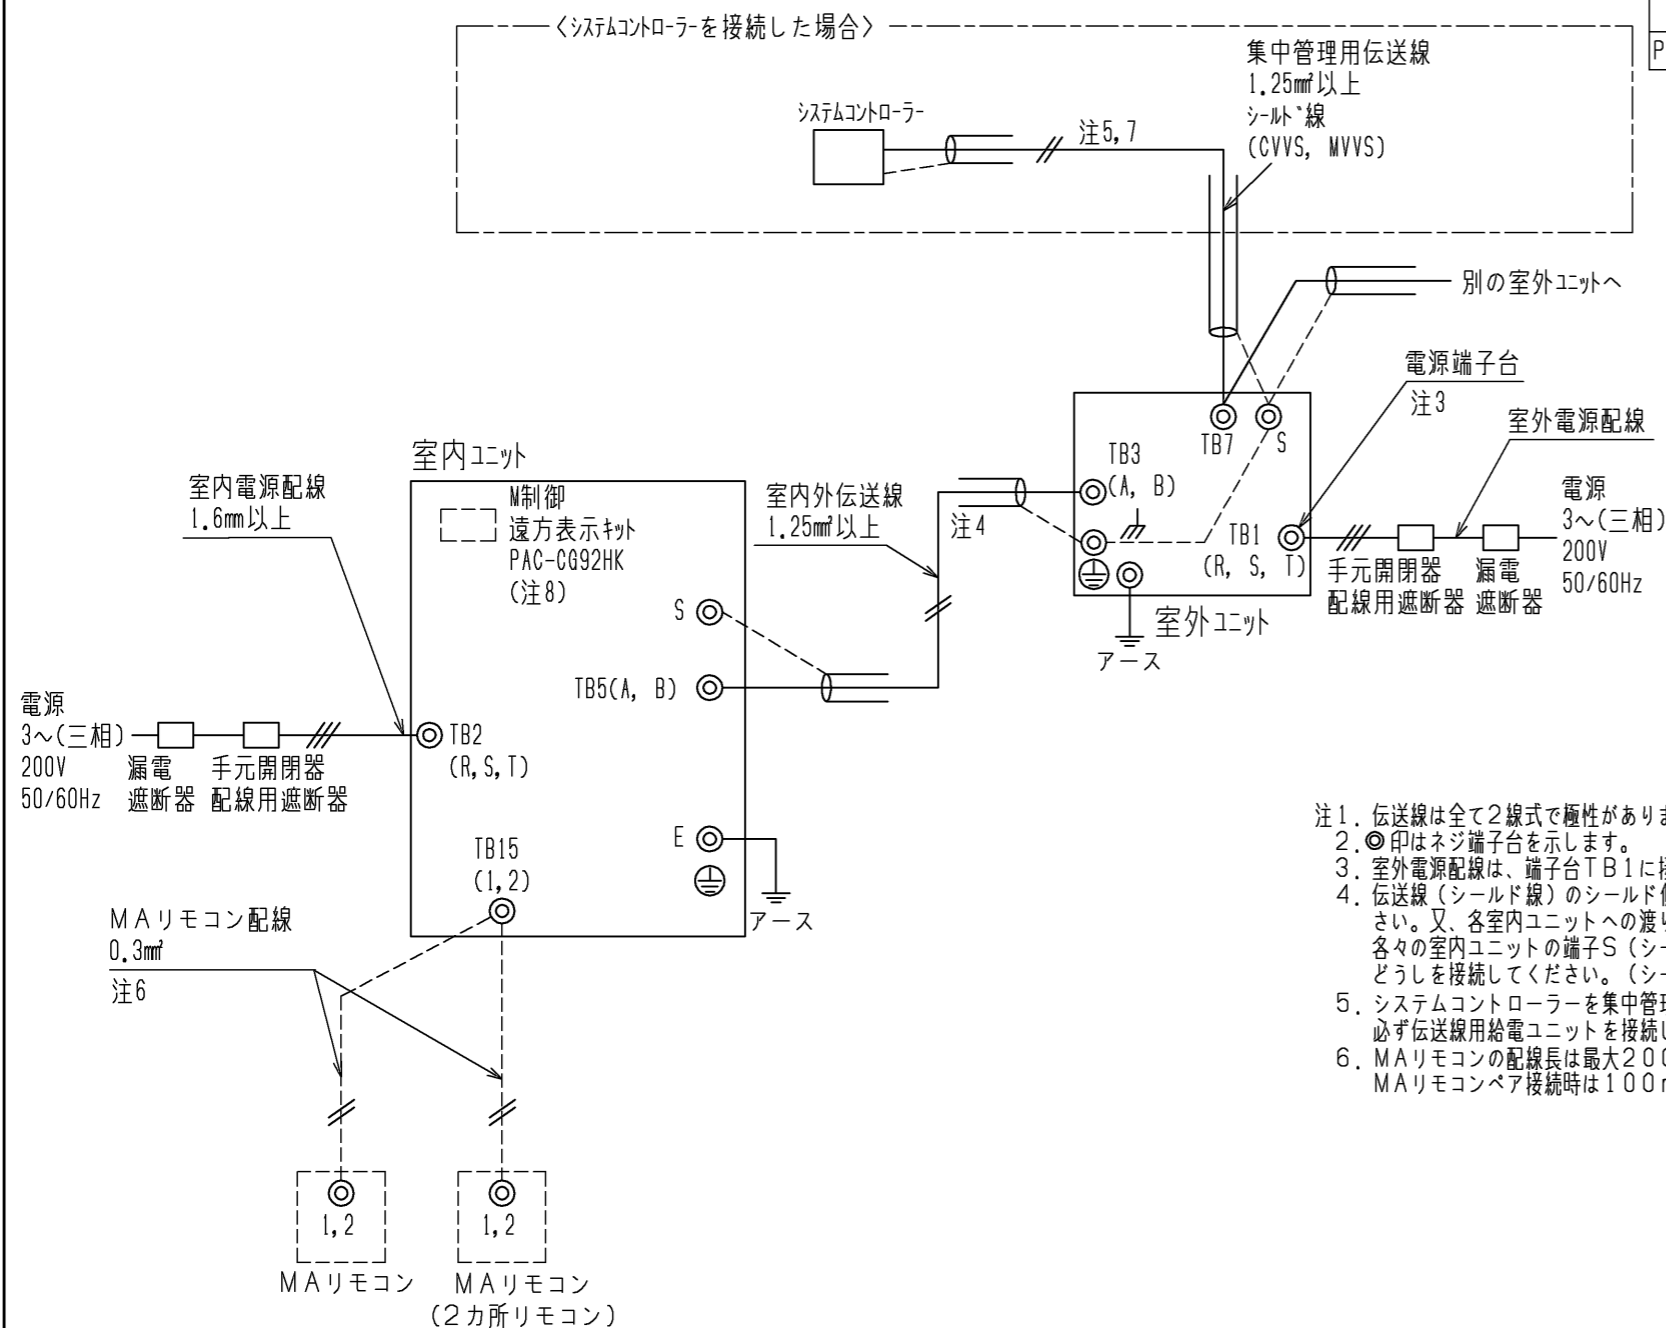 〈システムコントローラーを接続した場合〉
P
集中管理用伝送線
1.25㎟以上
シールド線
(CVVS, MVVS)
システムコントローラー
注5,7
別の室外ユニットへ
電源端子台
注3
室外電源配線
電源
3～(三相)
200V
50/60Hz
TB7
S
TB3
(A, B)
TB1
(R, S, T)
手元開閉器
配線用遮断器
漏電
遮断器
室外ユニット
アース
室内ユニット
M制御
遠方表示キット
PAC-CG92HK
(注8)
室内電源配線
1.6mm以上
室内外伝送線
1.25㎟以上
注4
S
TB5(A, B)
電源
3～(三相)
200V
50/60Hz
漏電
遮断器
手元開閉器
配線用遮断器
TB2
(R,S,T)
E
アース
TB15
(1,2)
MAリモコン配線
0.3㎟
注6
1,2
MAリモコン
1,2
MAリモコン
(2カ所リモコン)
注1. 伝送線は全て2線式で極性がありま
2.◎印はネジ端子台を示します。
3. 室外電源配線は、端子台TB1に接
4. 伝送線（シールド線）のシールド
さい。又、各室内ユニットへの渡り
各々の室内ユニットの端子S（シー
どうしを接続してください。（シー
5. システムコントローラーを集中管理
必ず伝送線用給電ユニットを接続し
6. MAリモコンの配線長は最大200
MAリモコンペア接続時は100m